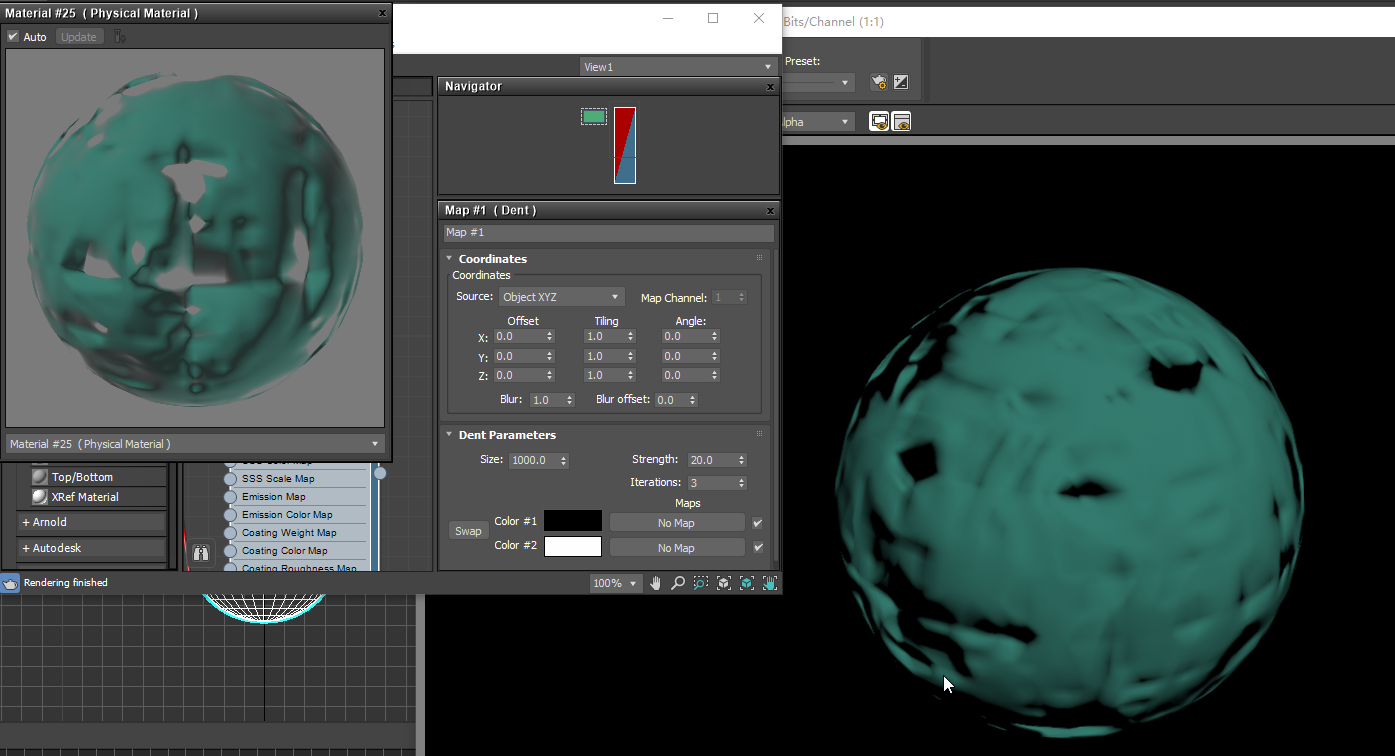 Material #25 ( Physical Material )
Auto
Update
Bits/Channel (1:1)
View1
Preset:
Navigator
lpha
Map #1 ( Dent )
Map #1
Coordinates
Coordinates
Source: Object XYZ Map Channel: 1
Offset Tiling Angle:
X: 0.0 1.0 0.0
Y: 0.0 1.0 0.0
Z: 0.0 1.0 0.0
Blur: 1.0 Blur offset: 0.0
Dent Parameters
Size: 1000.0 Strength: 20.0
Iterations: 3
Maps
Color #1 No Map
Swap
Color #2 No Map
Material #25 ( Physical Material )
Top/Bottom
XRef Material
+ Arnold
+ Autodesk
SSS Color Map
SSS Scale Map
Emission Map
Emission Color Map
Coating Weight Map
Coating Color Map
Coating Roughness Map
Rendering finished
100%